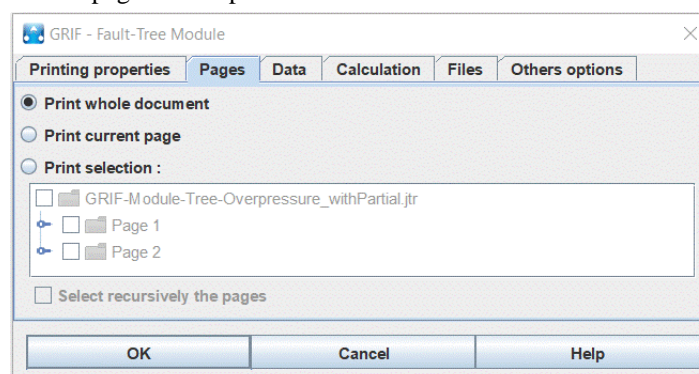 GRIF - Fault-Tree Module
Printing properties Pages Data Calculation Files Others options
Print whole document
Print current page
Print selection :
GRIF-Module-Tree-Overpressure_withPartial.jtr
Page 1
Page 2
Select recursively the pages
OK Cancel Help